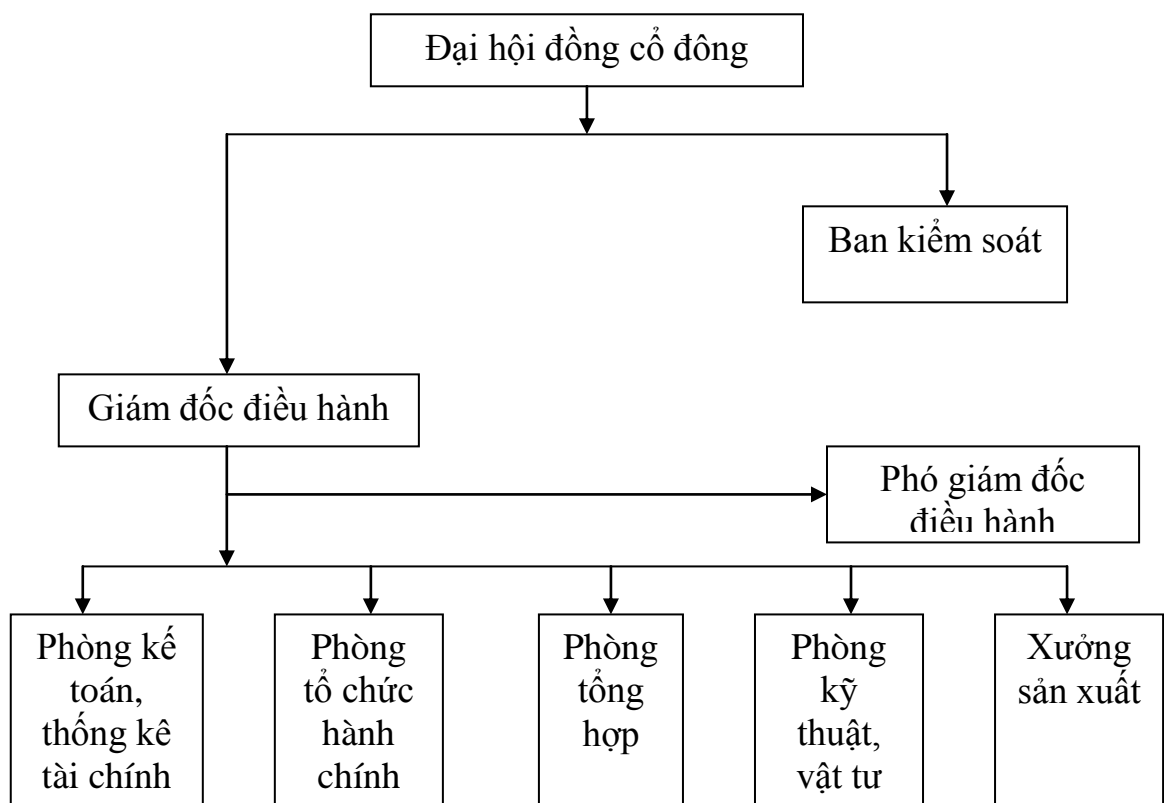 Đại hội đồng cổ đông
Ban kiểm soát
Giám đốc điều hành
Phó giám đốc
điều hành
Phòng kế
toán,
thống kê
tài chính
Phòng
tổ chức
hành
chính
Phòng
tổng
hợp
Phòng
kỹ
thuật,
vật tư
Xưởng
sản xuất